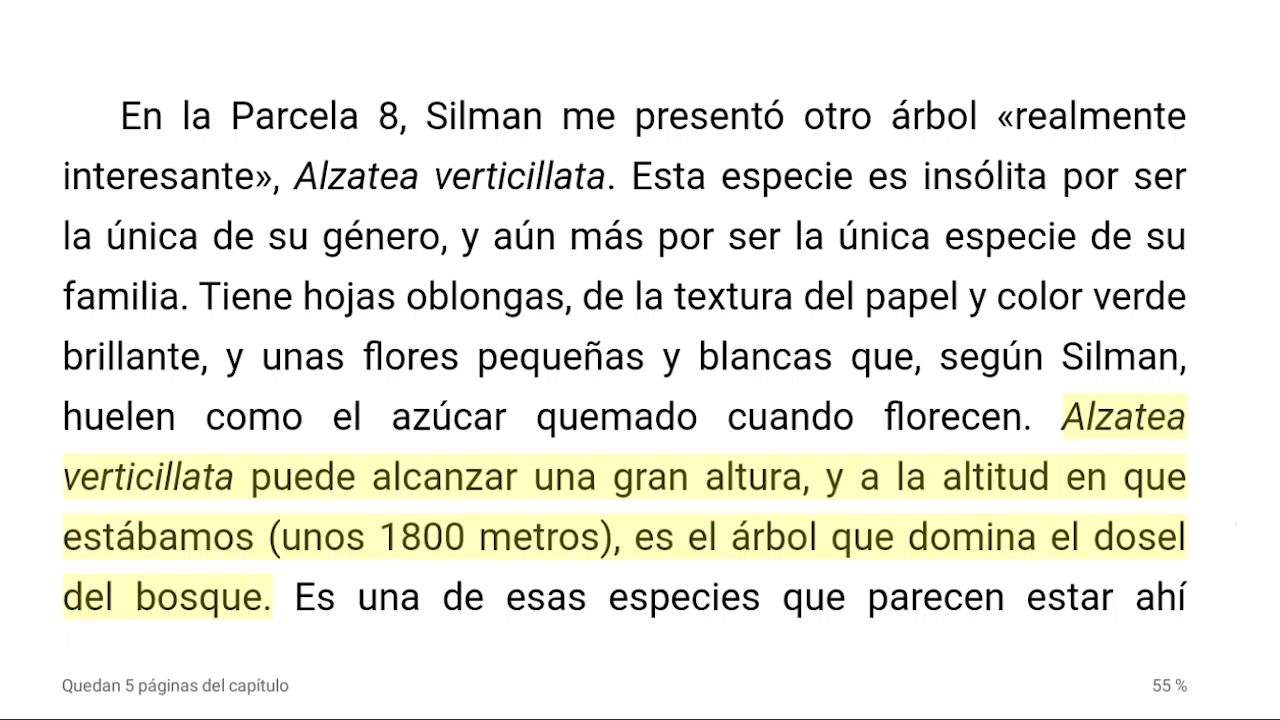 En la Parcela 8, Silman me presentó otro árbol «realmente
interesante», Alzatea verticillata. Esta especie es insólita por ser
la única de su género, y aún más por ser la única especie de su
familia. Tiene hojas oblongas, de la textura del papel y color verde
brillante, y unas flores pequeñas y blancas que, según Silman,
huelen como el azúcar quemado cuando florecen. Alzatea
verticillata puede alcanzar una gran altura, y a la altitud en que
estábamos (unos 1800 metros), es el árbol que domina el dosel
del bosque. Es una de esas especies que parecen estar ahí
Quedan 5 páginas del capítulo
55 %